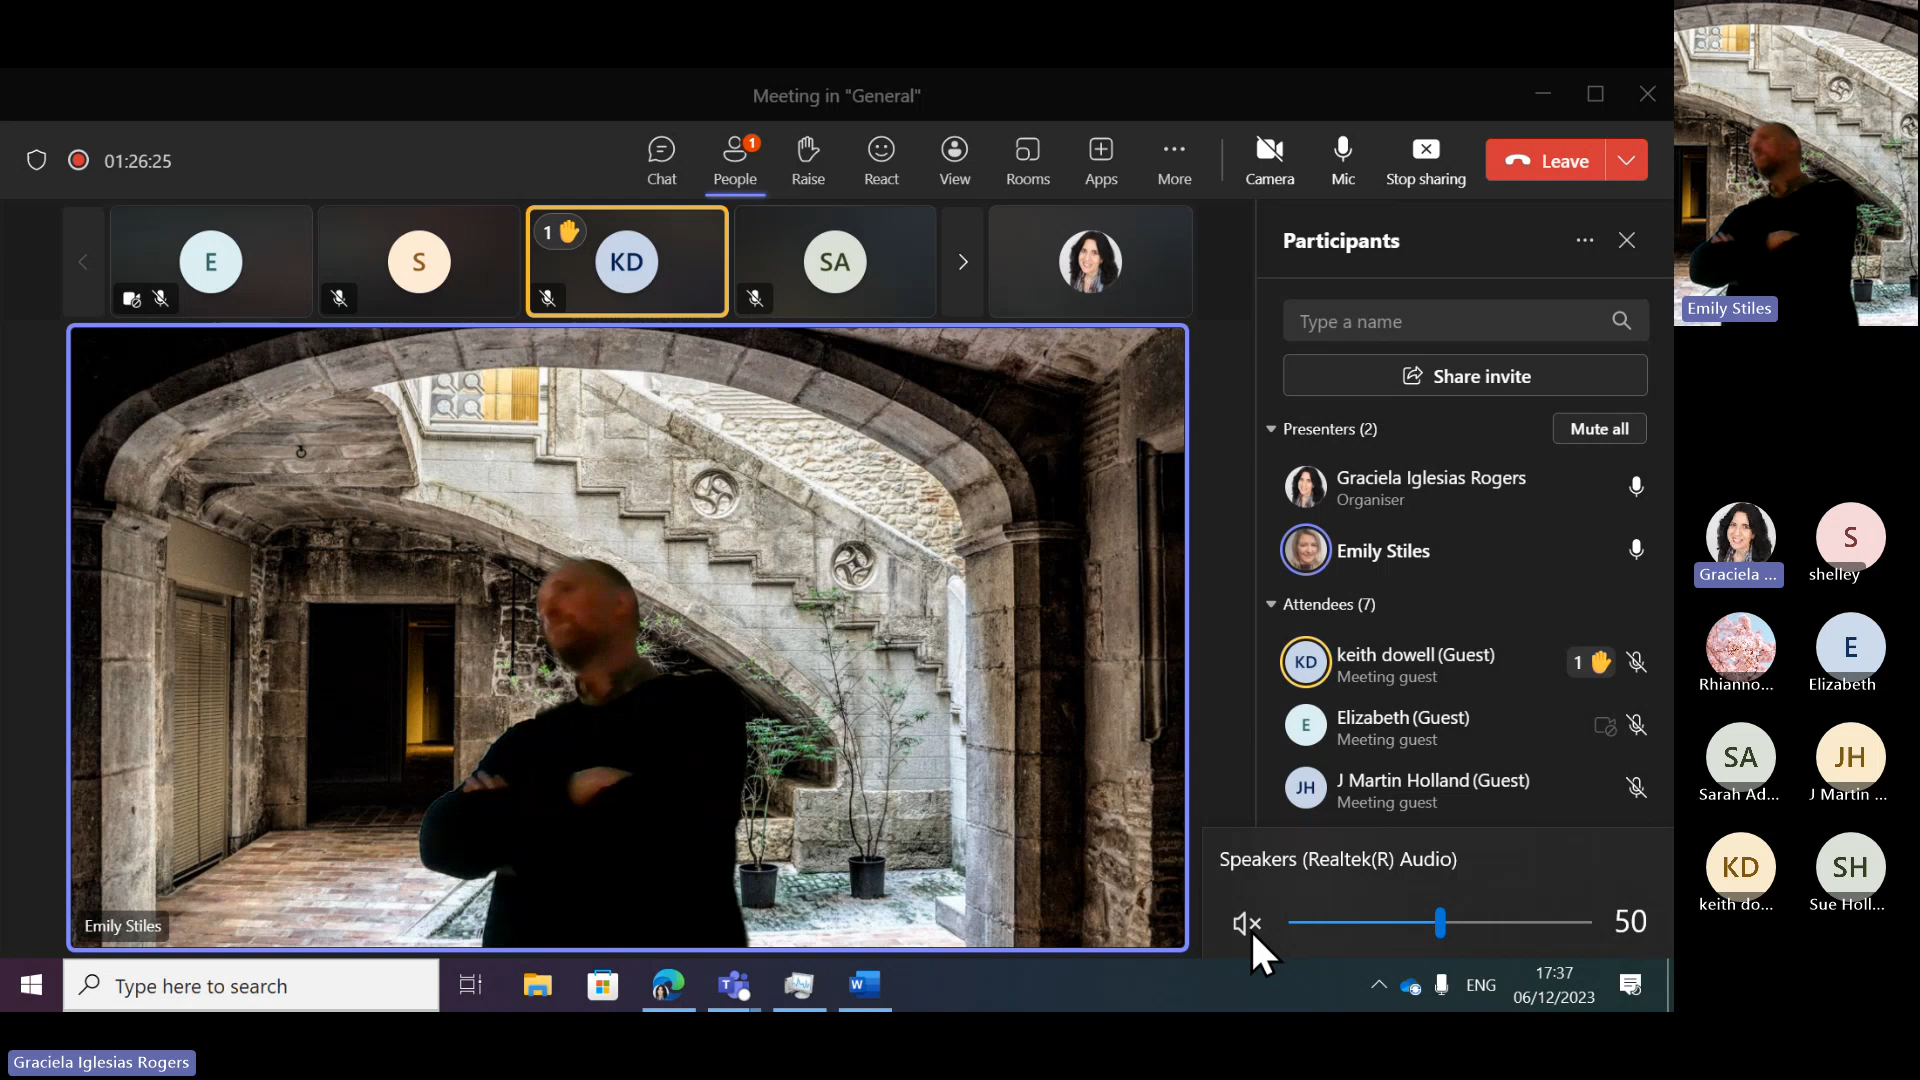 Meeting in "General"
01:26:25
Chat
1
People
Raise
React
View
Rooms
Apps
More
Camera
Mic
Stop sharing
Leave
E
S
1
KD
SA
Participants
Type a name
Share invite
Presenters (2)
Mute all
Graciela Iglesias Rogers
Organiser
Emily Stiles
Attendees (7)
KD
keith dowell (Guest)
Meeting guest
1
E
Elizabeth (Guest)
Meeting guest
JH
J Martin Holland (Guest)
Meeting guest
Speakers (Realtek(R) Audio)
50
Emily Stiles
Type here to search
T
W
ENG
17:37
06/12/2023
Emily Stiles
Graciela ...
S
shelley
Rhianno...
E
Elizabeth
SA
Sarah Ad...
JH
J Martin ...
KD
keith do...
SH
Sue Holl...
Graciela Iglesias Rogers